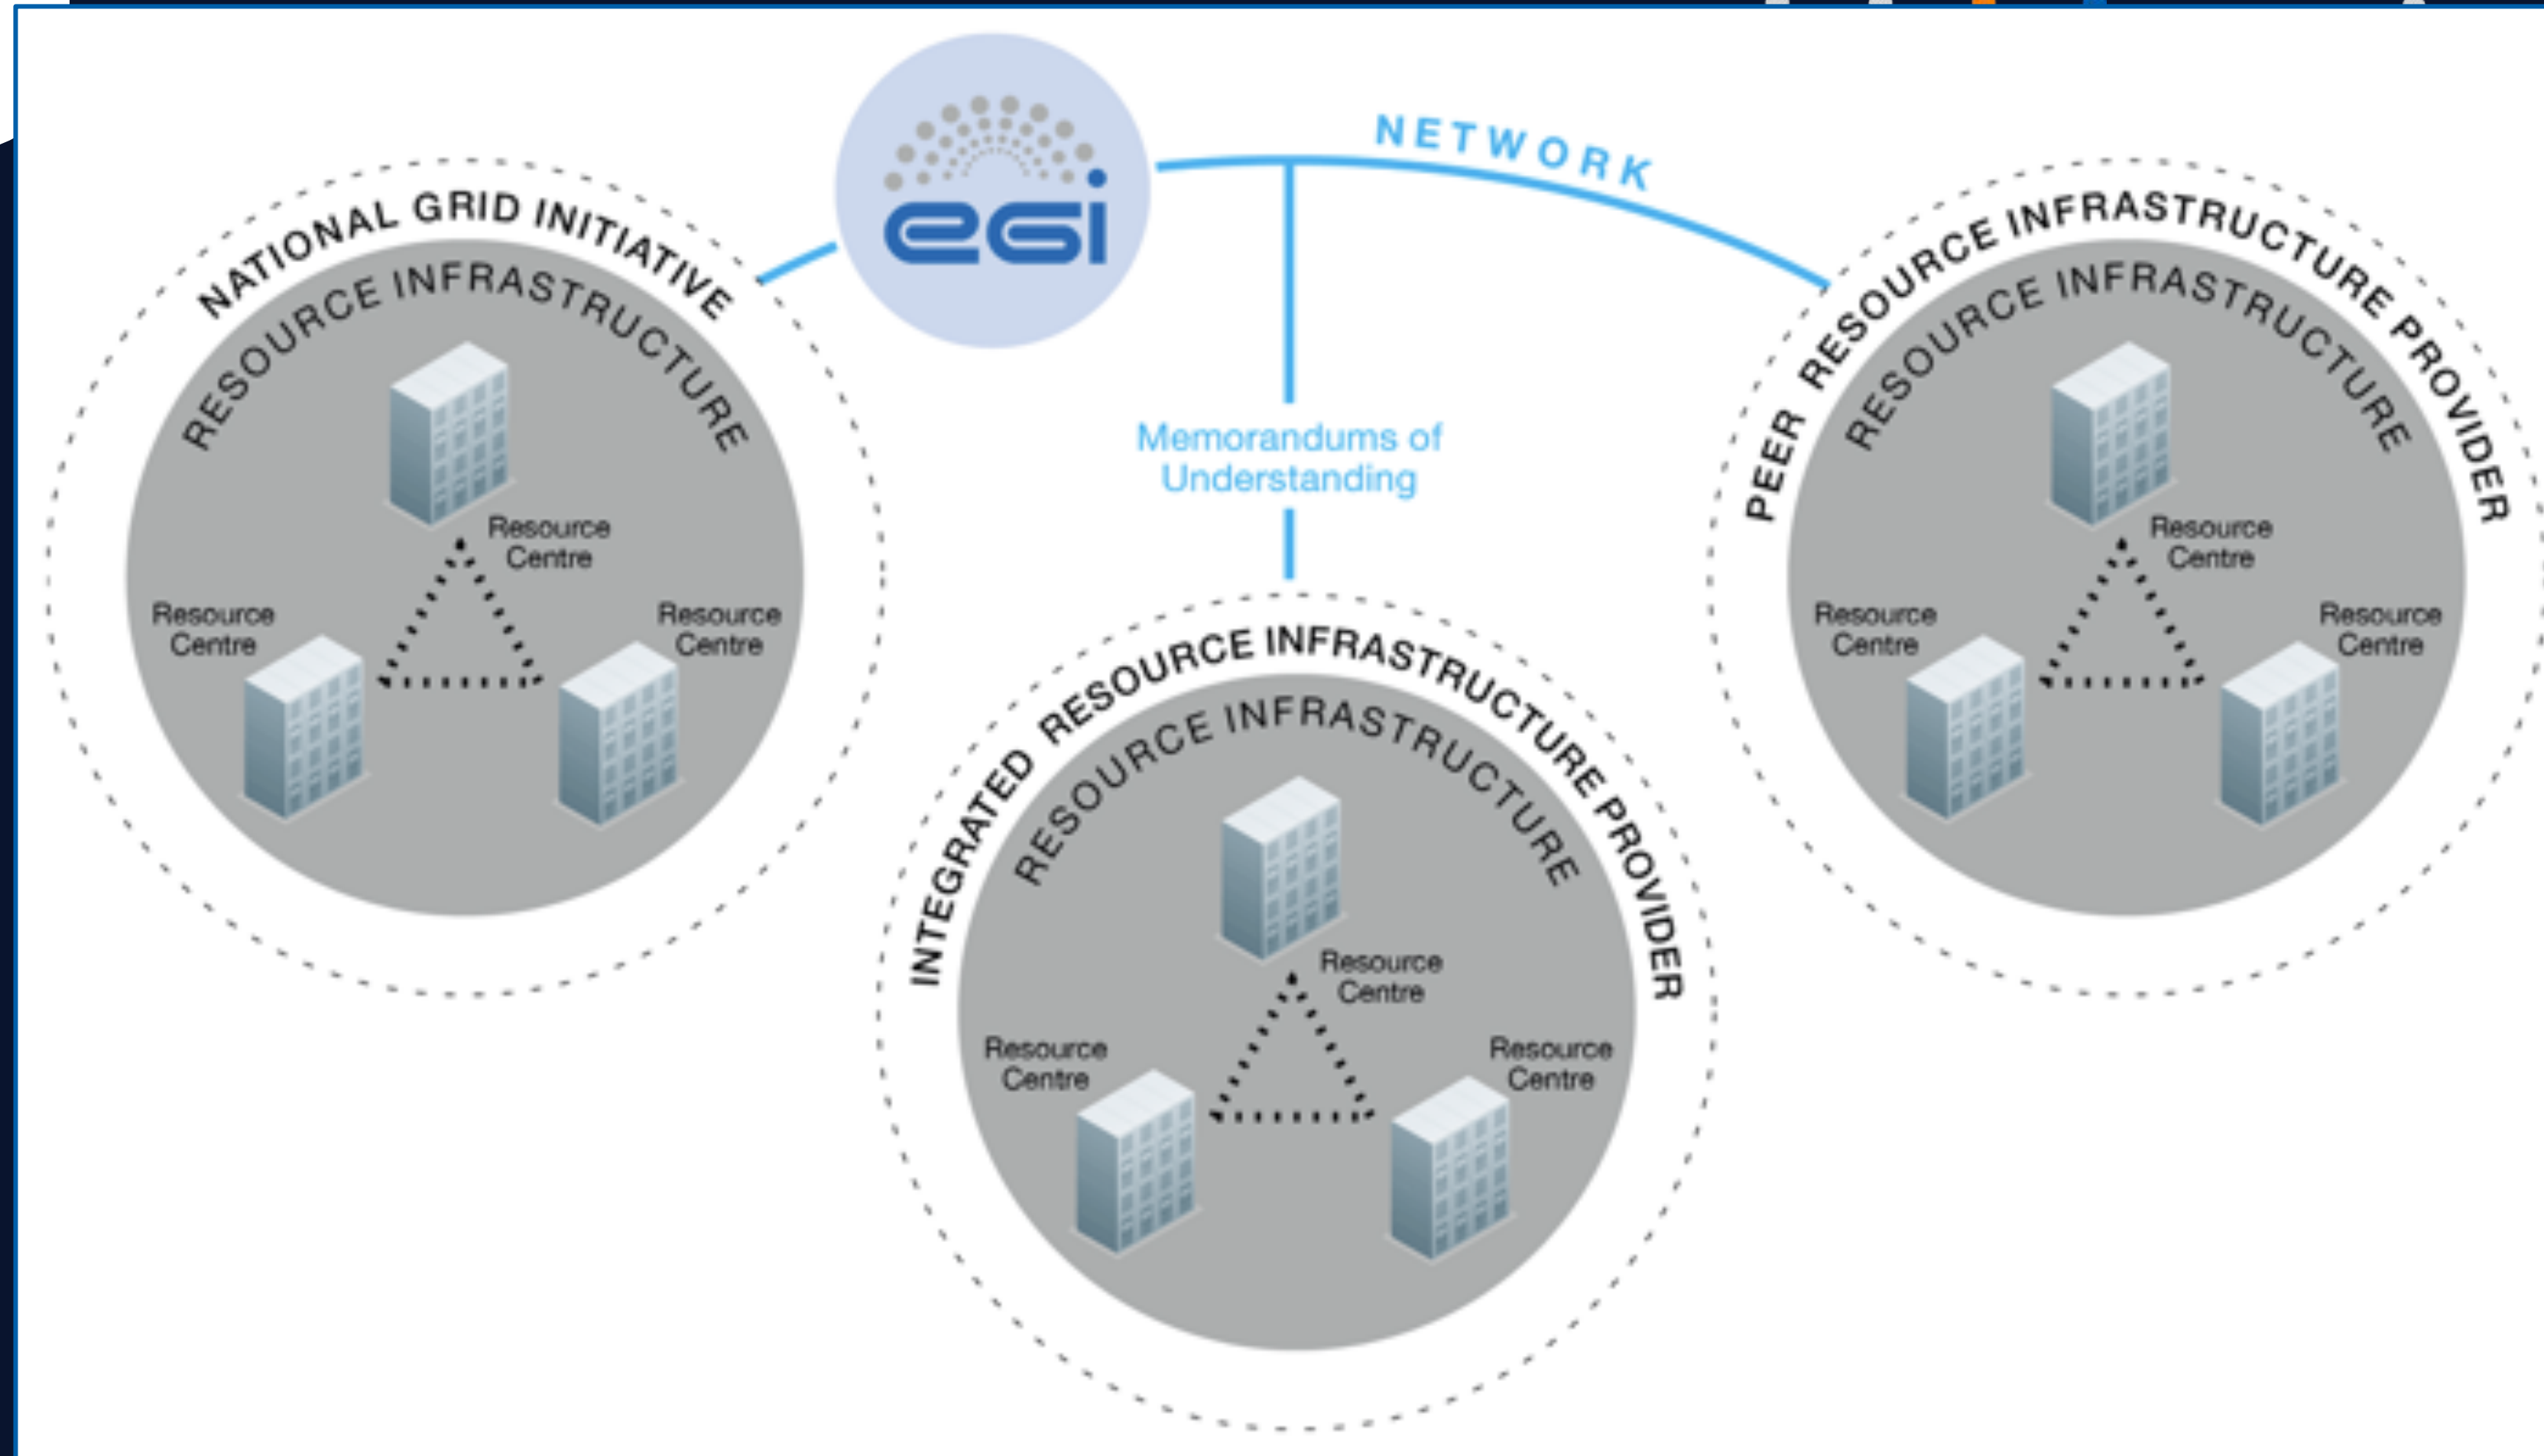 egi
NETWORK
NATIONAL GRID INITIATIVE
RESOURCE INFRASTRUCTURE
Resource
Centre
Resource
Centre
Resource
Centre
Memorandums of
Understanding
INTEGRATED RESOURCE INFRASTRUCTURE PROVIDER
RESOURCE INFRASTRUCTURE
Resource
Centre
Resource
Centre
Resource
Centre
PEER RESOURCE INFRASTRUCTURE PROVIDER
RESOURCE INFRASTRUCTURE
Resource
Centre
Resource
Centre
Resource
Centre